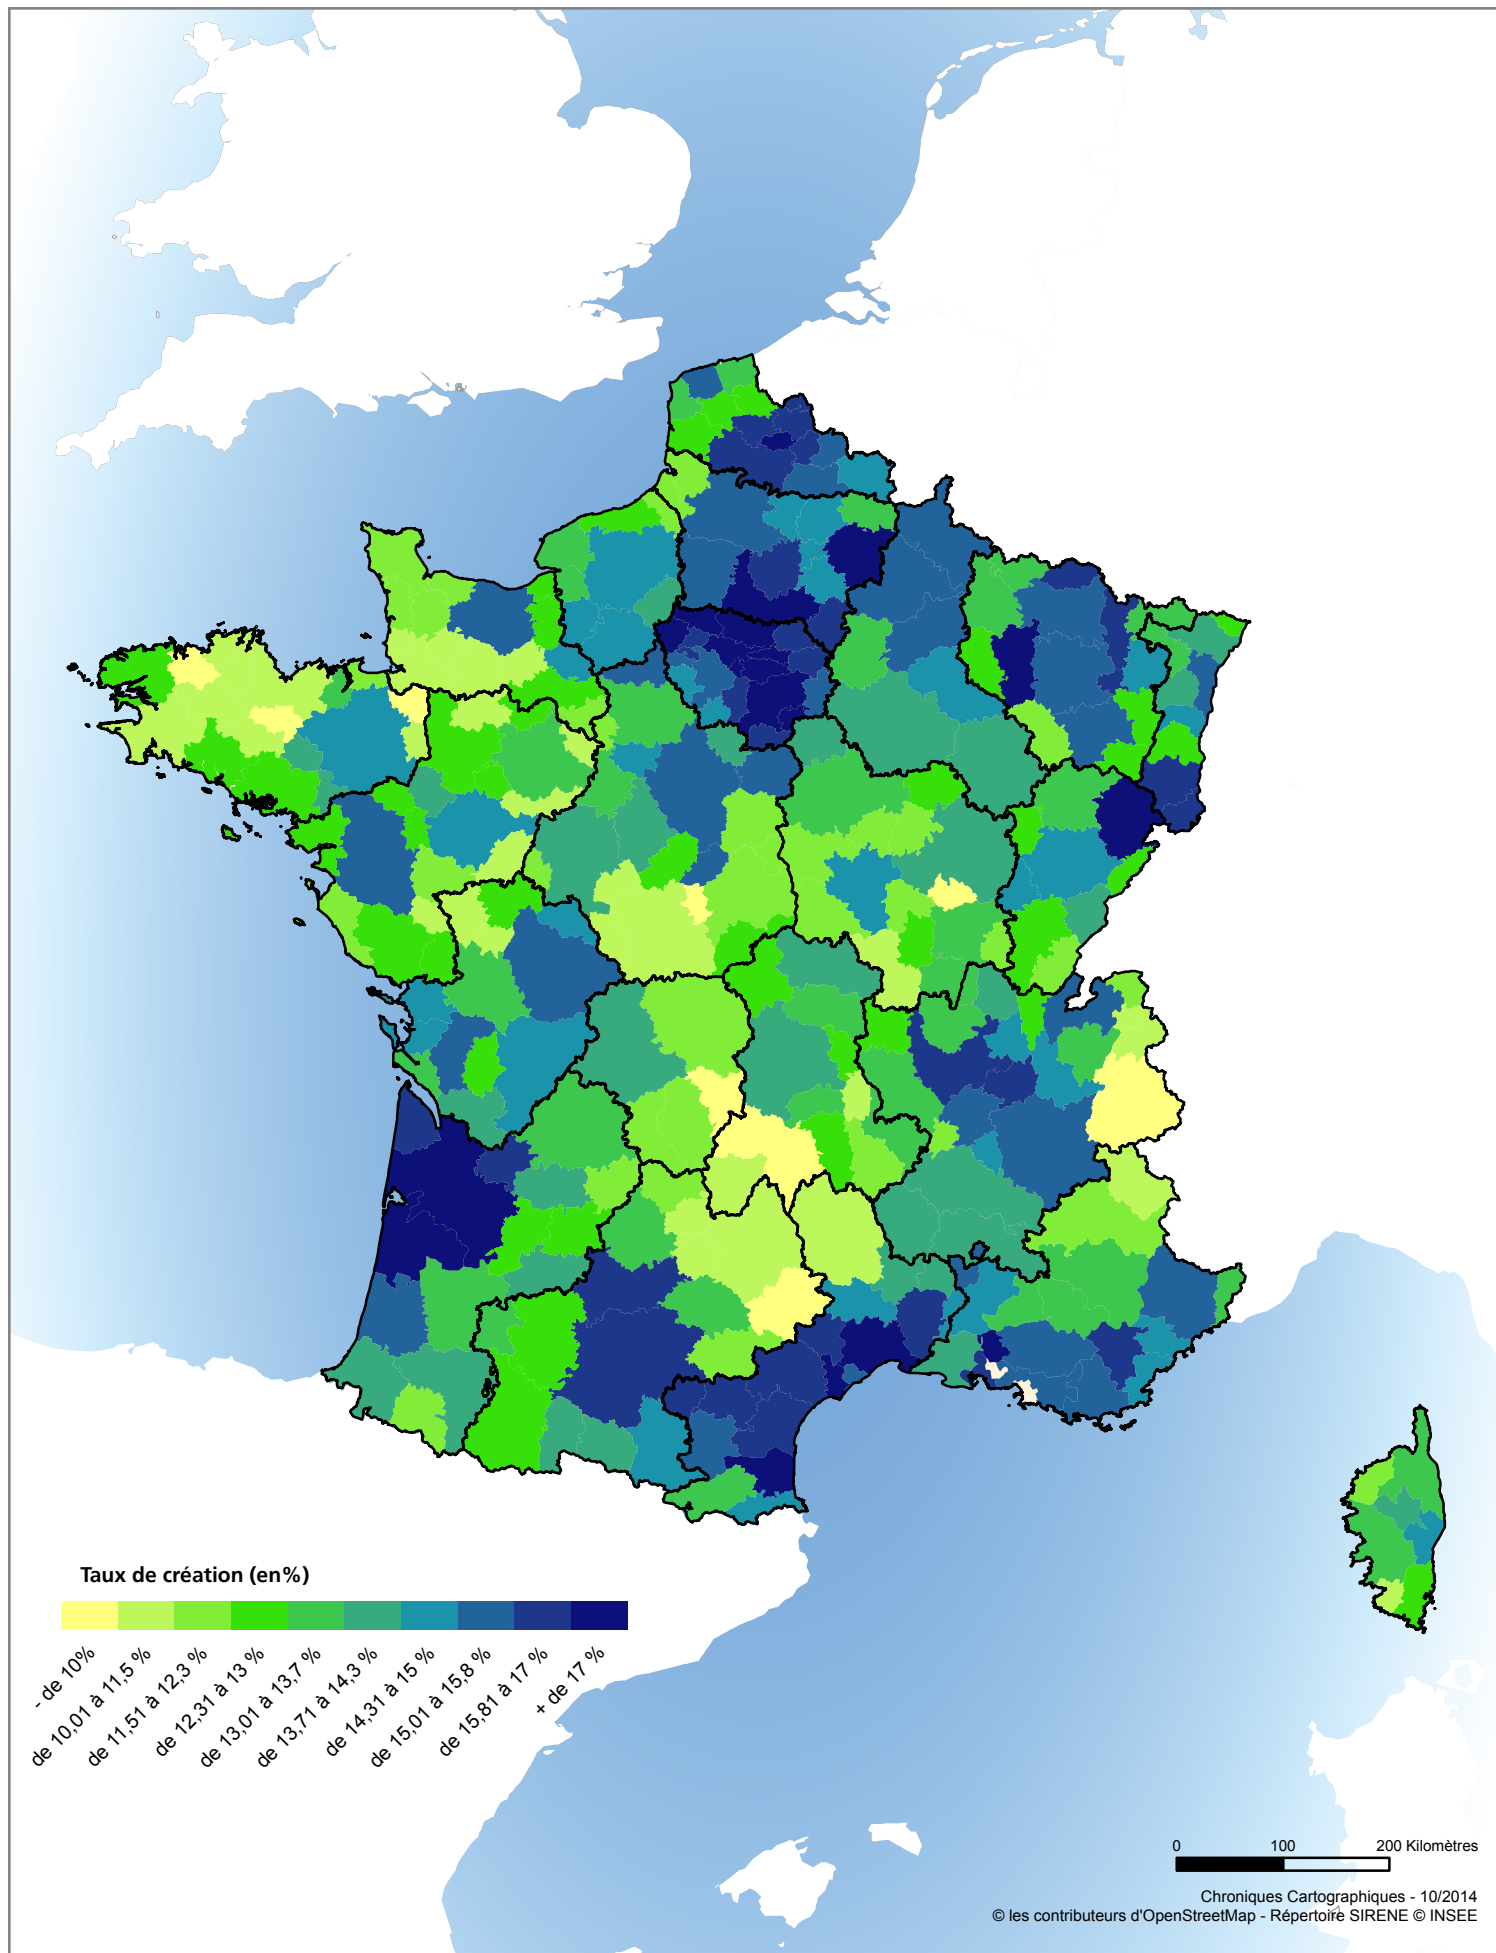 Taux de création (en%)
- de 10%
de 10,01 à 11,5 %
de 11,51 à 12,3 %
de 12,31 à 13 %
de 13,01 à 13,7 %
de 13,71 à 14,3 %
de 14,31 à 15 %
de 15,01 à 15,8 %
de 15,81 à 17 %
+ de 17 %
0 100 200 Kilomètres
Chroniques Cartographiques - 10/2014
© les contributeurs d'OpenStreetMap - Répertoire SIRENE © INSEE